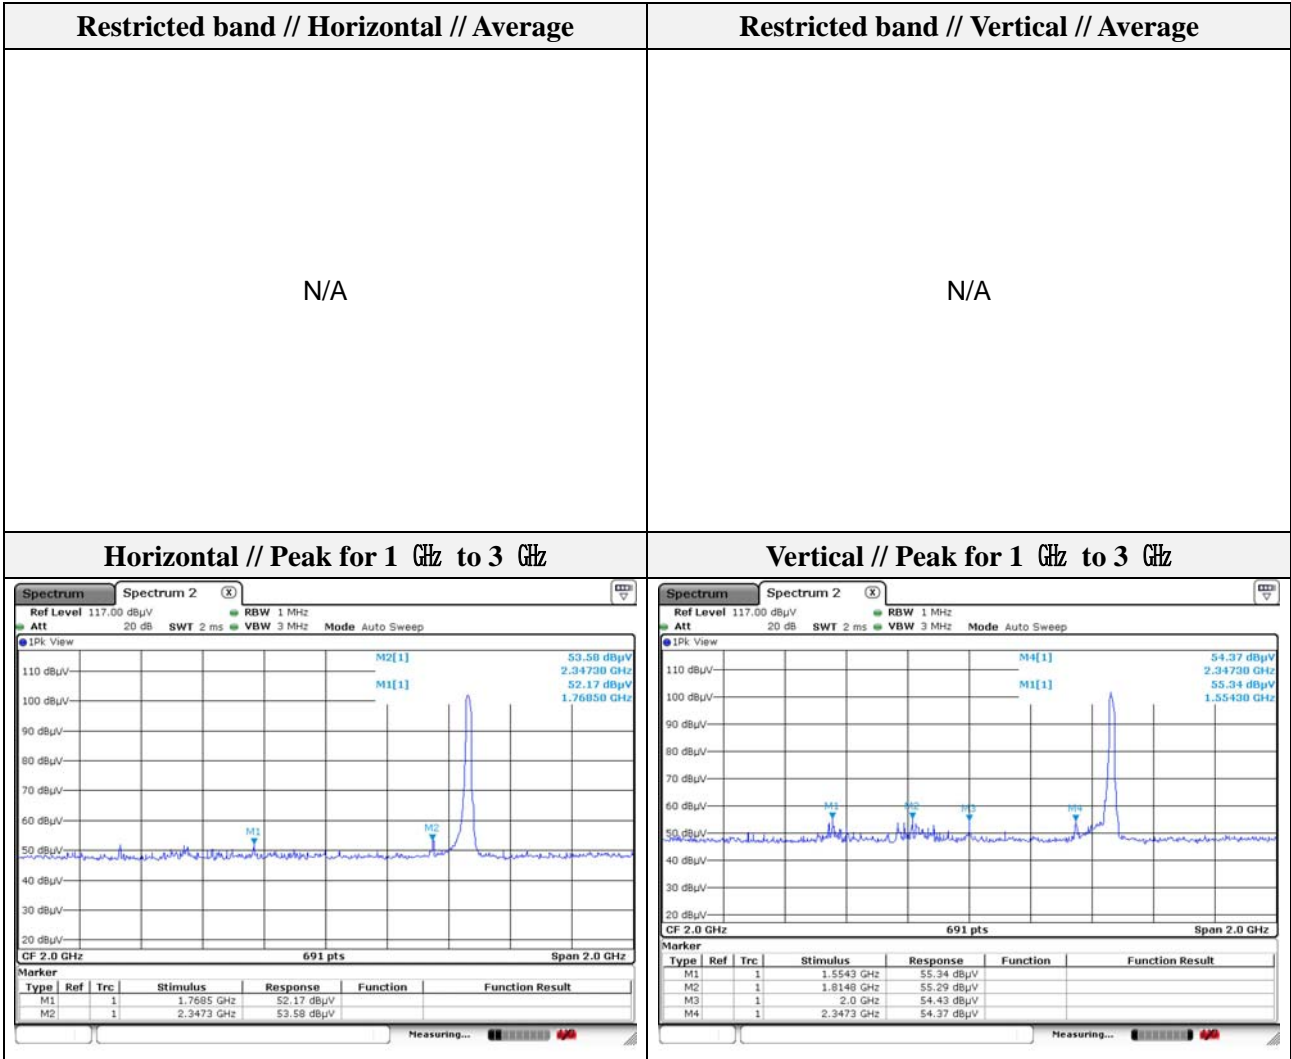 Restricted band // Horizontal // Average
Restricted band // Vertical // Average
N/A
N/A
Horizontal // Peak for 1 ㎓ to 3 ㎓
Vertical // Peak for 1 ㎓ to 3 ㎓
Spectrum Spectrum 2 X
Ref Level 117.00 dBµV RBW 1 MHz
Att 20 dB SWT 2 ms VBW 3 MHz Mode Auto Sweep
1Pk View
M2[1] 53.58 dBµV
2.34730 GHz
M1[1] 52.17 dBµV
1.76850 GHz
110 dBµV
100 dBµV
90 dBµV
80 dBµV
70 dBµV
60 dBµV
M1 M2
50 dBµV
40 dBµV
30 dBµV
20 dBµV
CF 2.0 GHz 691 pts Span 2.0 GHz
Marker
Type Ref Trc Stimulus Response Function Function Result
M1 1 1.7685 GHz 52.17 dBµV
M2 1 2.3473 GHz 53.58 dBµV
Measuring...
Spectrum Spectrum 2 X
Ref Level 117.00 dBµV RBW 1 MHz
Att 20 dB SWT 2 ms VBW 3 MHz Mode Auto Sweep
1Pk View
M4[1] 54.37 dBµV
2.34730 GHz
M1[1] 55.34 dBµV
1.55430 GHz
110 dBµV
100 dBµV
90 dBµV
80 dBµV
70 dBµV
60 dBµV
M1 M2 M3 M4
50 dBµV
40 dBµV
30 dBµV
20 dBµV
CF 2.0 GHz 691 pts Span 2.0 GHz
Marker
Type Ref Trc Stimulus Response Function Function Result
M1 1 1.5543 GHz 55.34 dBµV
M2 1 1.8148 GHz 55.29 dBµV
M3 1 2.0 GHz 54.43 dBµV
M4 1 2.3473 GHz 54.37 dBµV
Measuring...